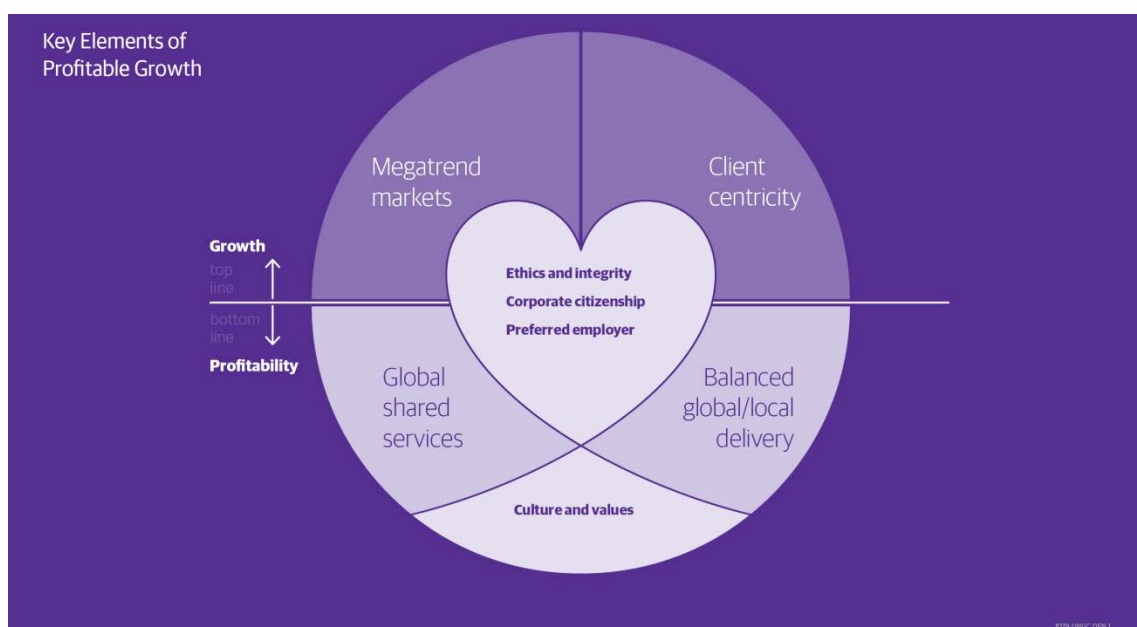 Key Elements of
Profitable Growth
Megatrend
markets
Client
centricity
Growth
top
line
bottom
line
Profitability
Ethics and integrity
Corporate citizenship
Preferred employer
Global
shared
services
Balanced
global/local
delivery
Culture and values